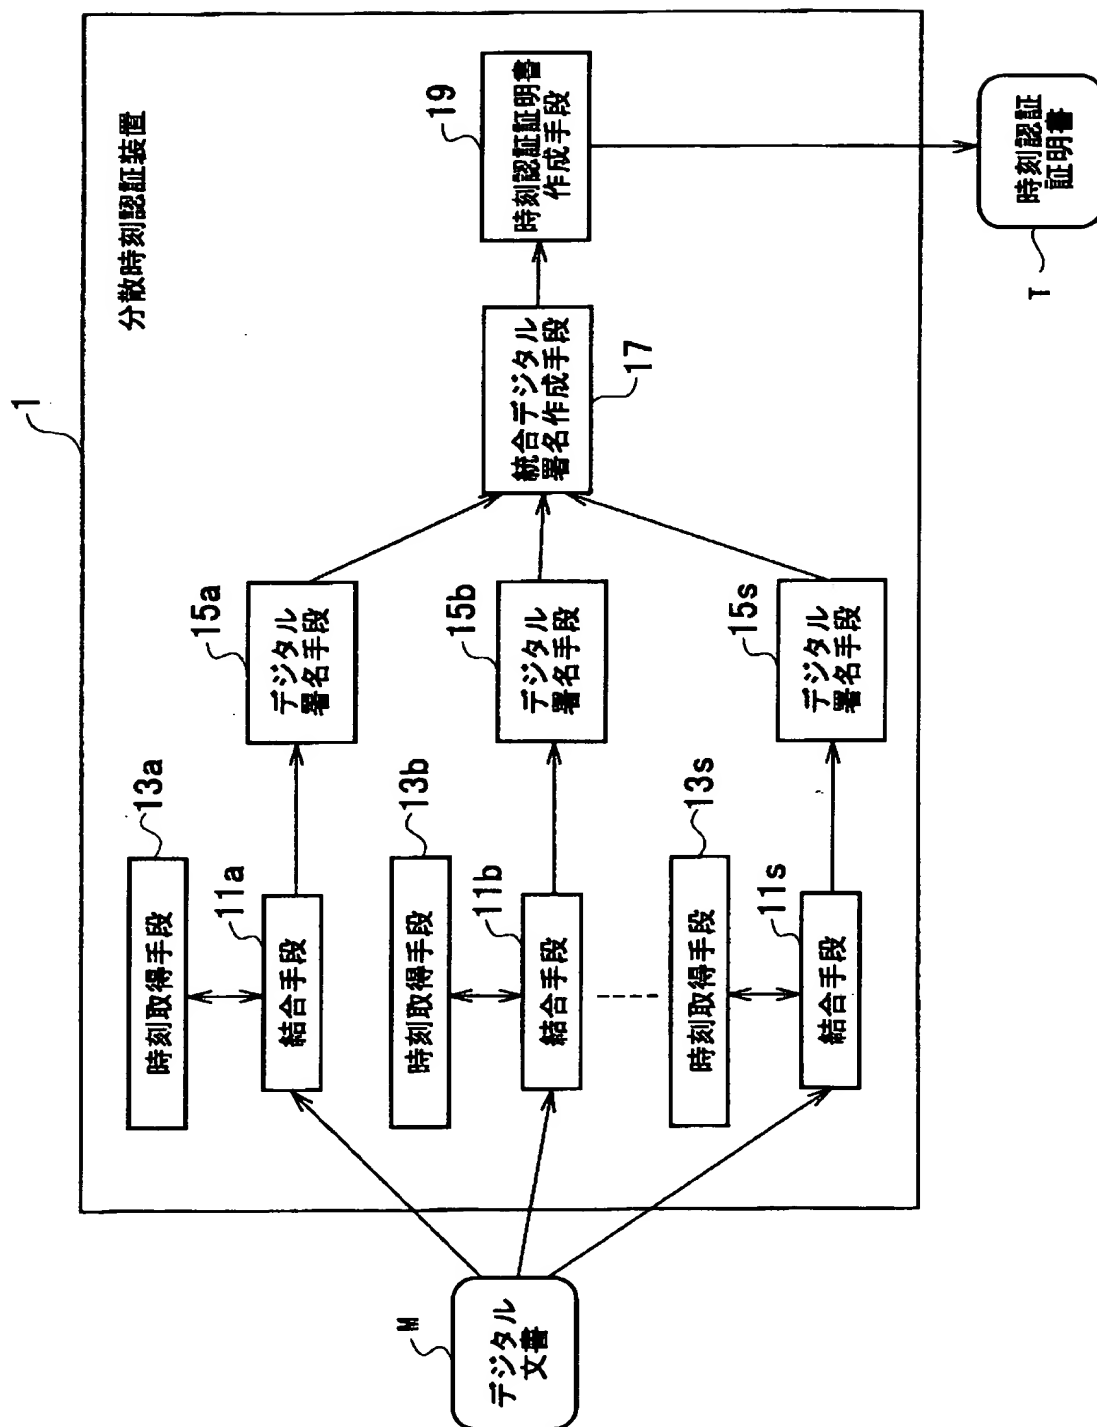 1
分散時刻認証装置
13a
時刻取得手段
11a
結合手段
15a
デジタル
署名手段
13b
時刻取得手段
11b
結合手段
15b
デジタル
署名手段
13s
時刻取得手段
11s
結合手段
15s
デジタル
署名手段
M
デジタル
文書
統合デジタル
署名作成手段
17
19
時刻認証証明書
作成手段
時刻認証
証明書
T